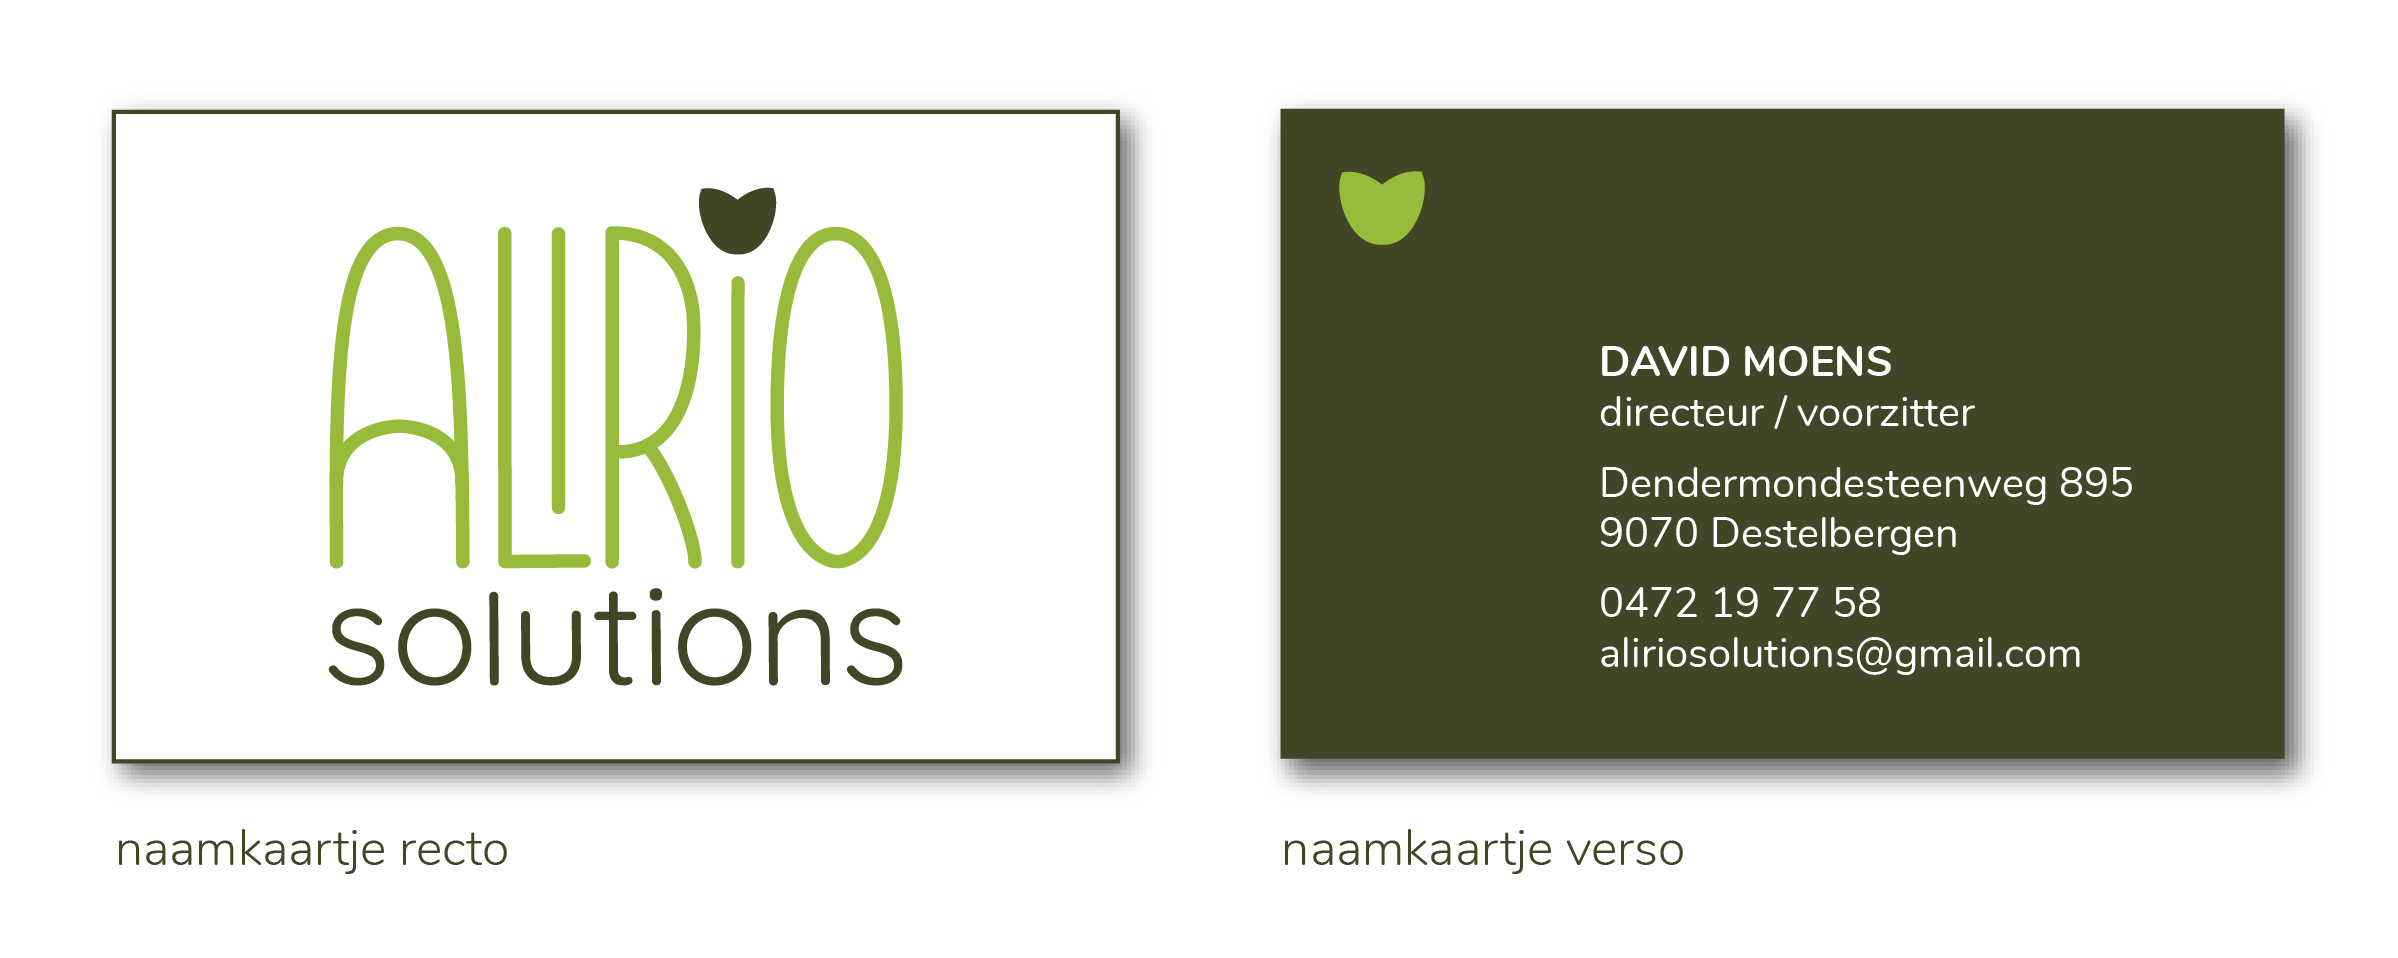 ALIRIO
solutions
naamkaartje recto
DAVID MOENS
directeur / voorzitter
Dendermondesteenweg 895
9070 Destelbergen
0472 19 77 58
aliriosolutions@gmail.com
naamkaartje verso